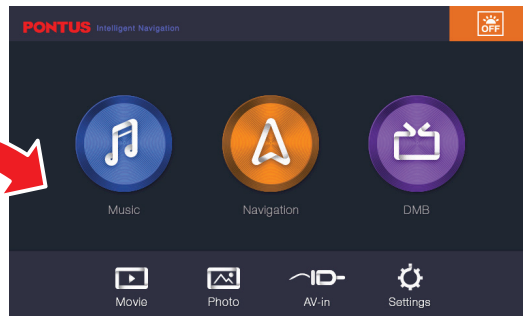 PONTUS Intelligent Navigation
OFF
Music Navigation DMB
Movie Photo AV-in Settings